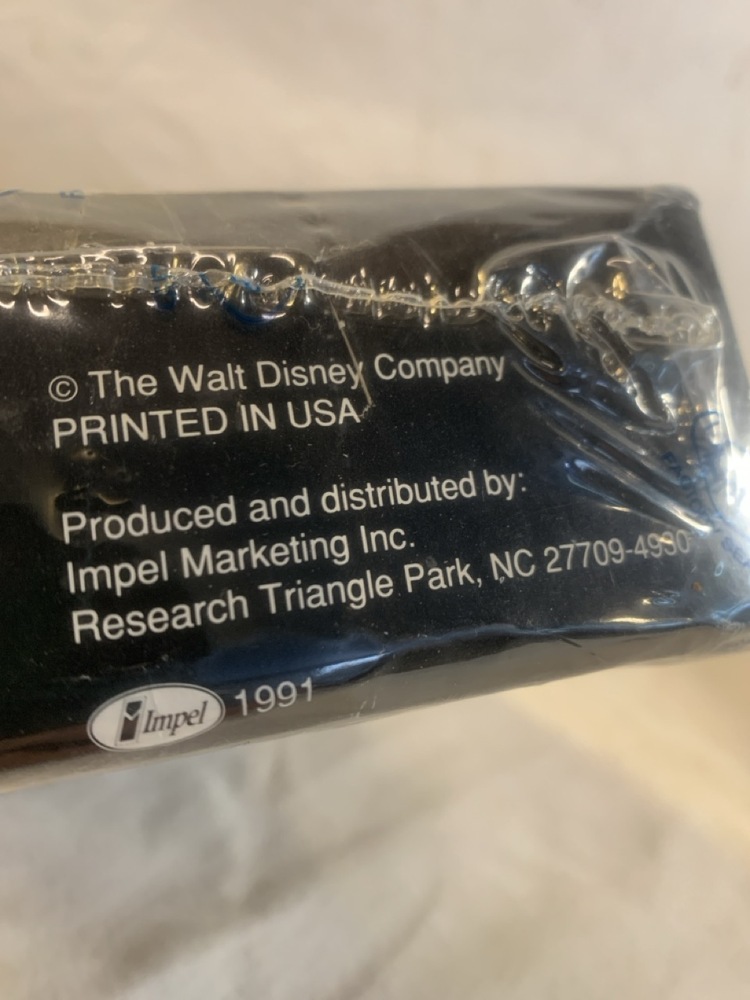 © The Walt Disney Company
PRINTED IN USA
Produced and distributed by:
Impel Marketing Inc.
Research Triangle Park, NC 27709-4930
Impel 1991